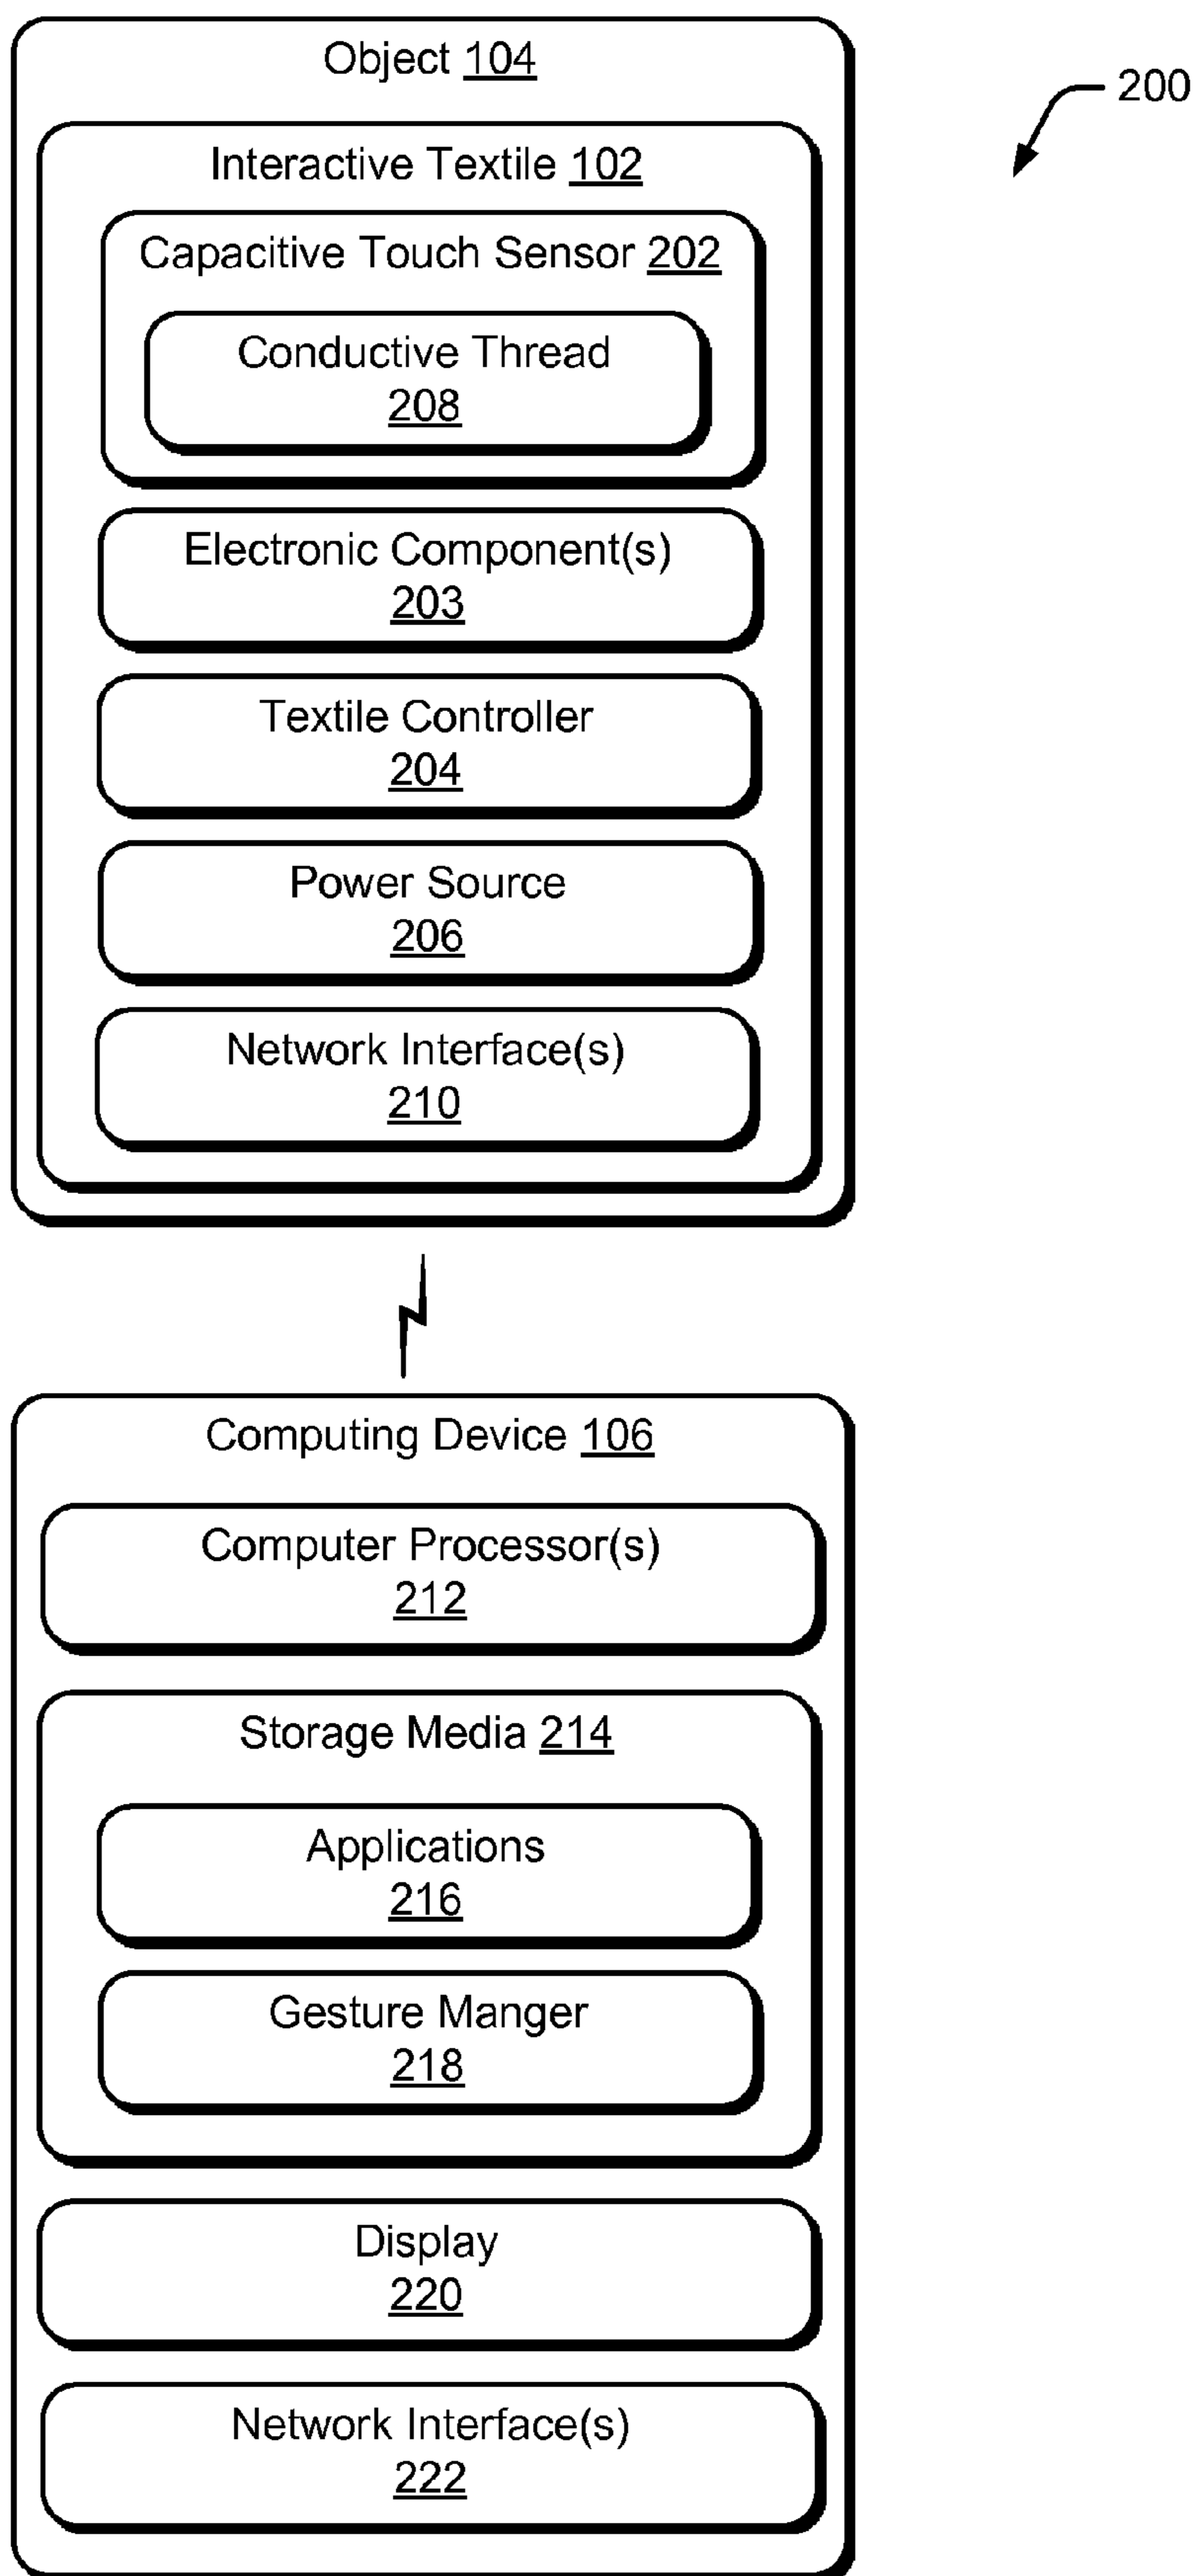 Object 104
200
Interactive Textile 102
Capacitive Touch Sensor 202
Conductive Thread
208
Electronic Component(s)
203
Textile Controller
204
Power Source
206
Network Interface(s)
210
Computing Device 106
Computer Processor(s)
212
Storage Media 214
Applications
216
Gesture Manger
218
Display
220
Network Interface(s)
222